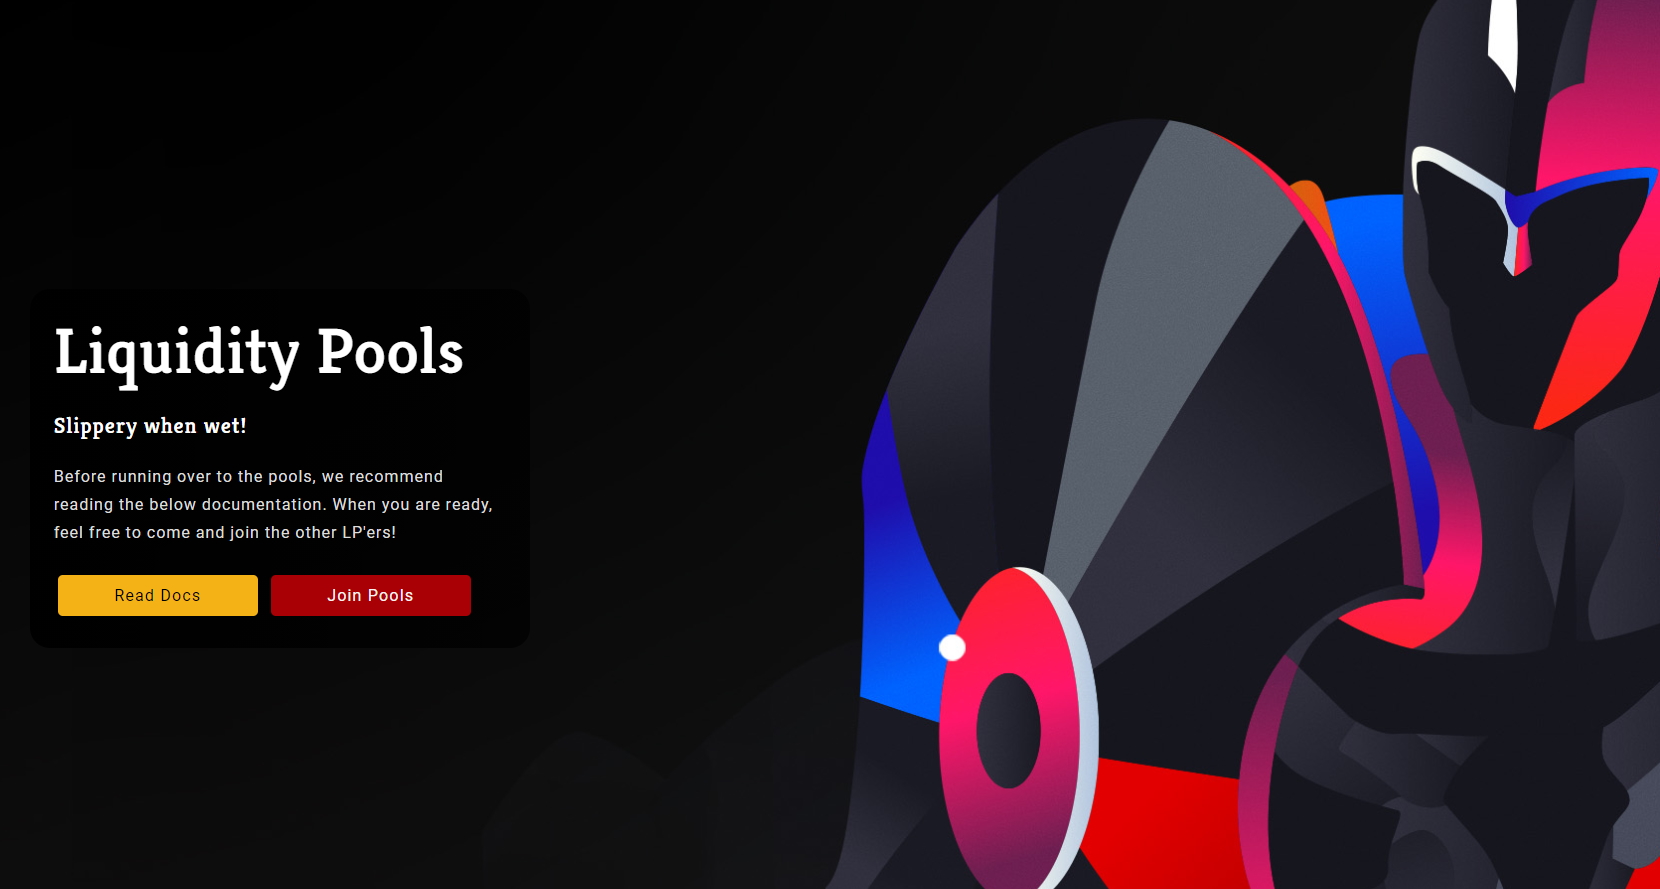 Liquidity Pools
Slippery when wet!
Before running over to the pools, we recommend
reading the below documentation. When you are ready,
feel free to come and join the other LP'ers!
Read Docs
Join Pools